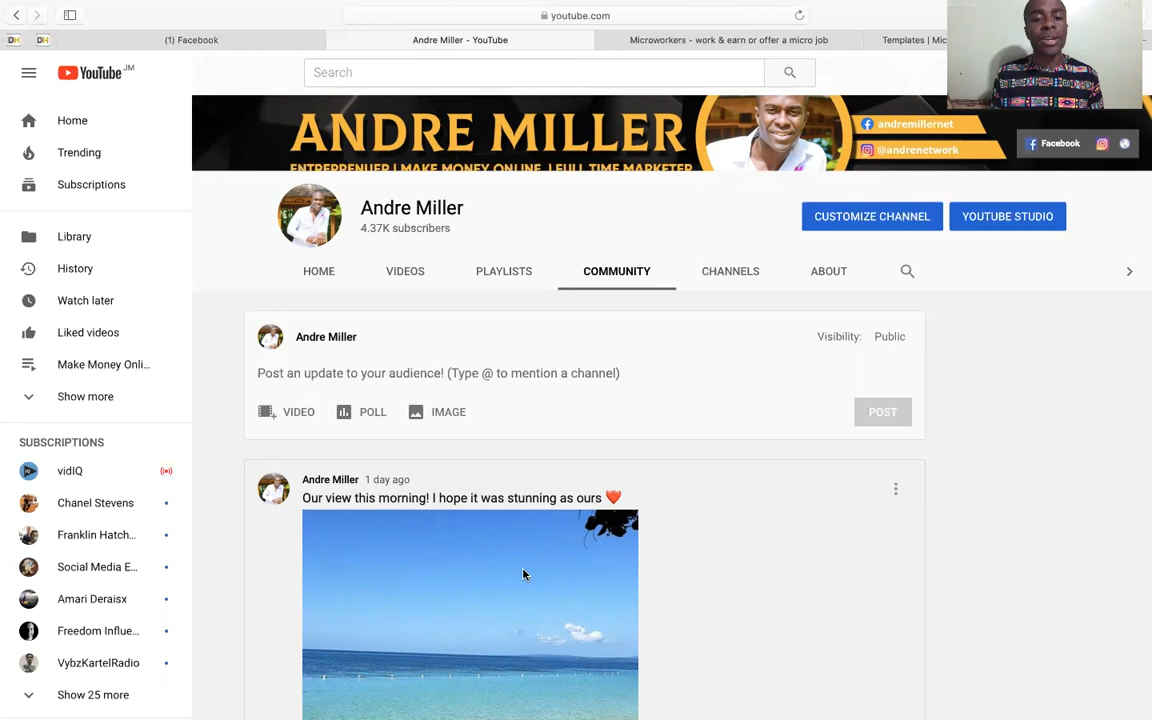 youtube.com
(1) Facebook
Andre Miller - YouTube
Microworkers - work & earn or offer a micro job
Templates | Mic
YouTube JM
Search
Home
Trending
Subscriptions
Library
History
Watch later
Liked videos
Make Money Onli...
Show more
SUBSCRIPTIONS
vidIQ
Chanel Stevens
Franklin Hatch...
Social Media E...
Amari Deraisx
Freedom Influe...
VybzKartelRadio
Show 25 more
ANDRE MILLER
ENTREPRENUER | MAKE MONEY ONLINE | FULL TIME MARKETER
andremillernet
@andrenetwork
Facebook
Andre Miller
4.37K subscribers
CUSTOMIZE CHANNEL
YOUTUBE STUDIO
HOME
VIDEOS
PLAYLISTS
COMMUNITY
CHANNELS
ABOUT
Andre Miller
Visibility: Public
Post an update to your audience! (Type @ to mention a channel)
VIDEO
POLL
IMAGE
POST
Andre Miller 1 day ago
Our view this morning! I hope it was stunning as ours ❤️